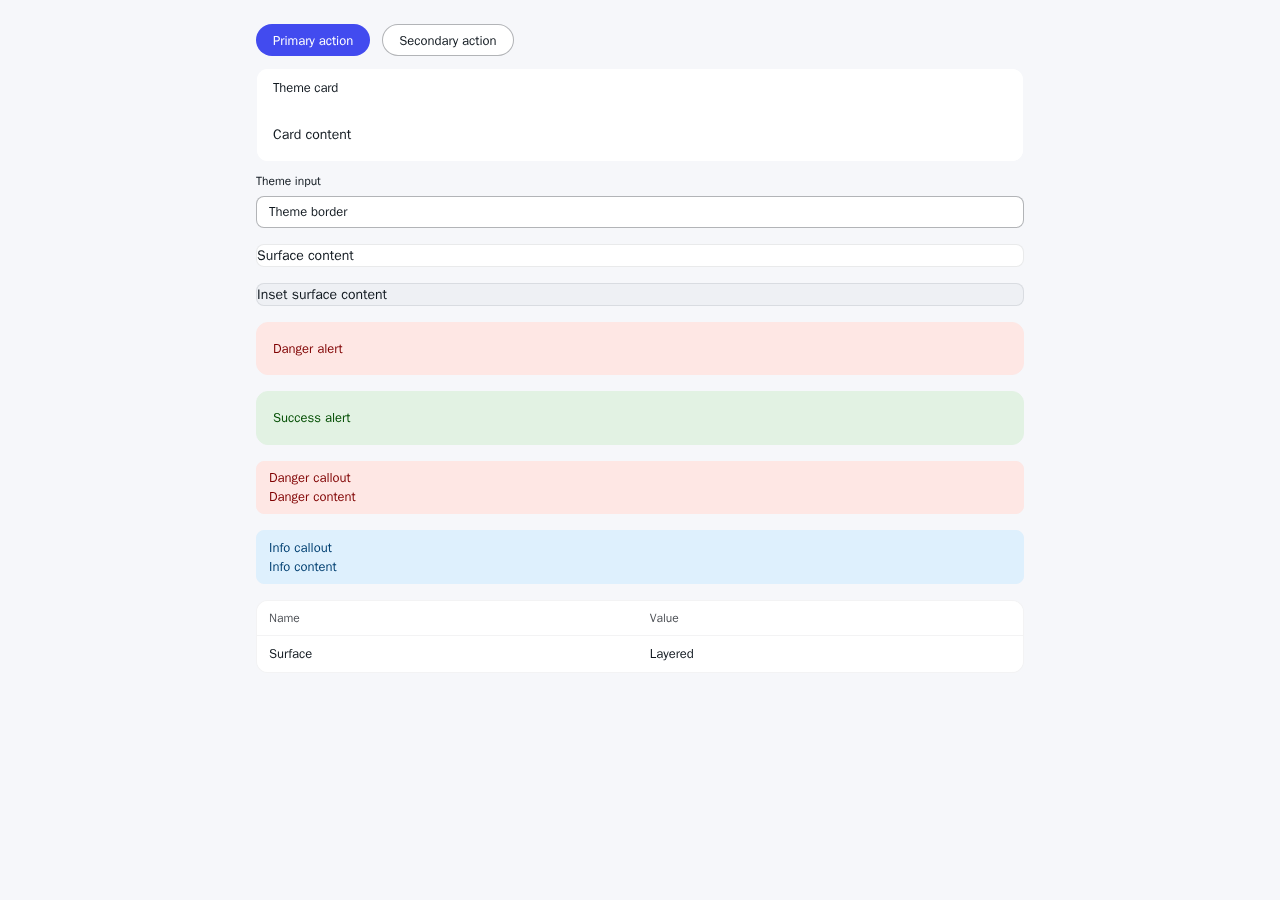 Primary action
Secondary action
Theme card
Card content
Theme input
Theme border
Surface content
Inset surface content
Danger alert
Success alert
Danger callout
Danger content
Info callout
Info content
Name Value
Surface Layered